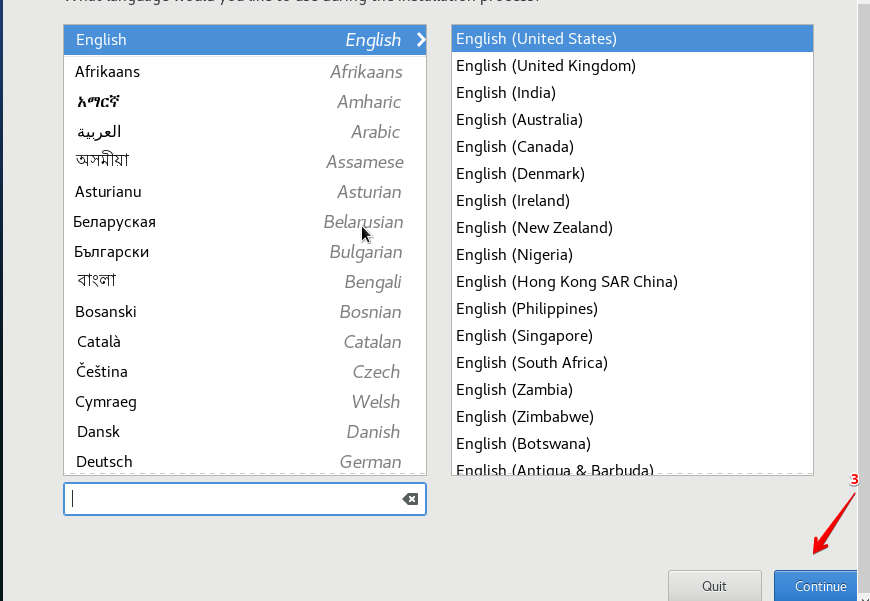 What language would you like to use during the installation process?
English English
Afrikaans Afrikaans
አማርኛ Amharic
العربية Arabic
অসমীয়া Assamese
Asturianu Asturian
Беларуская Belarusian
Български Bulgarian
বাংলা Bengali
Bosanski Bosnian
Català Catalan
Čeština Czech
Cymraeg Welsh
Dansk Danish
Deutsch German
English (United States)
English (United Kingdom)
English (India)
English (Australia)
English (Canada)
English (Denmark)
English (Ireland)
English (New Zealand)
English (Nigeria)
English (Hong Kong SAR China)
English (Philippines)
English (Singapore)
English (South Africa)
English (Zambia)
English (Zimbabwe)
English (Botswana)
English (Antigua & Barbuda)
3
Quit
Continue